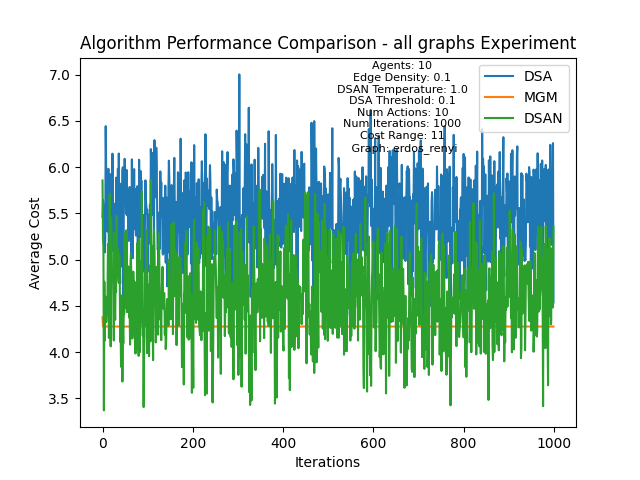 Algorithm Performance Comparison - all graphs Experiment
Agents: 10
Edge Density: 0.1
DSAN Temperature: 1.0
DSA Threshold: 0.1
Num Actions: 10
Num Iterations: 1000
Cost Range: 11
Graph: erdos_renyi
DSA
MGM
DSAN
7.0
6.5
6.0
5.5
5.0
4.5
4.0
3.5
Average Cost
0
200
400
600
800
1000
Iterations